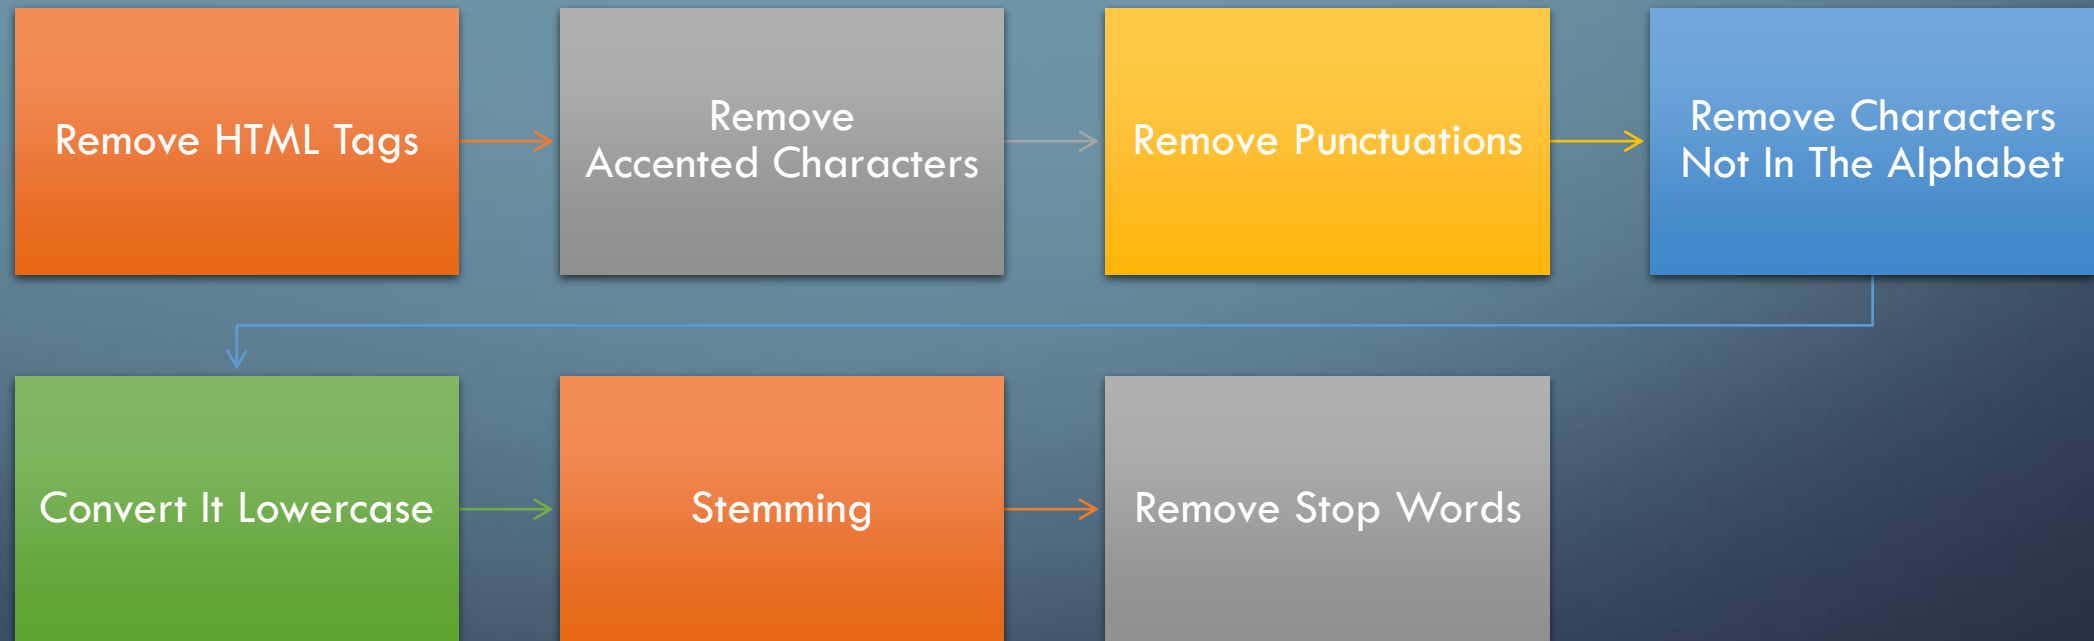 Remove HTML Tags
Remove
Accented Characters
Remove Punctuations
Remove Characters
Not In The Alphabet
Convert It Lowercase
Stemming
Remove Stop Words